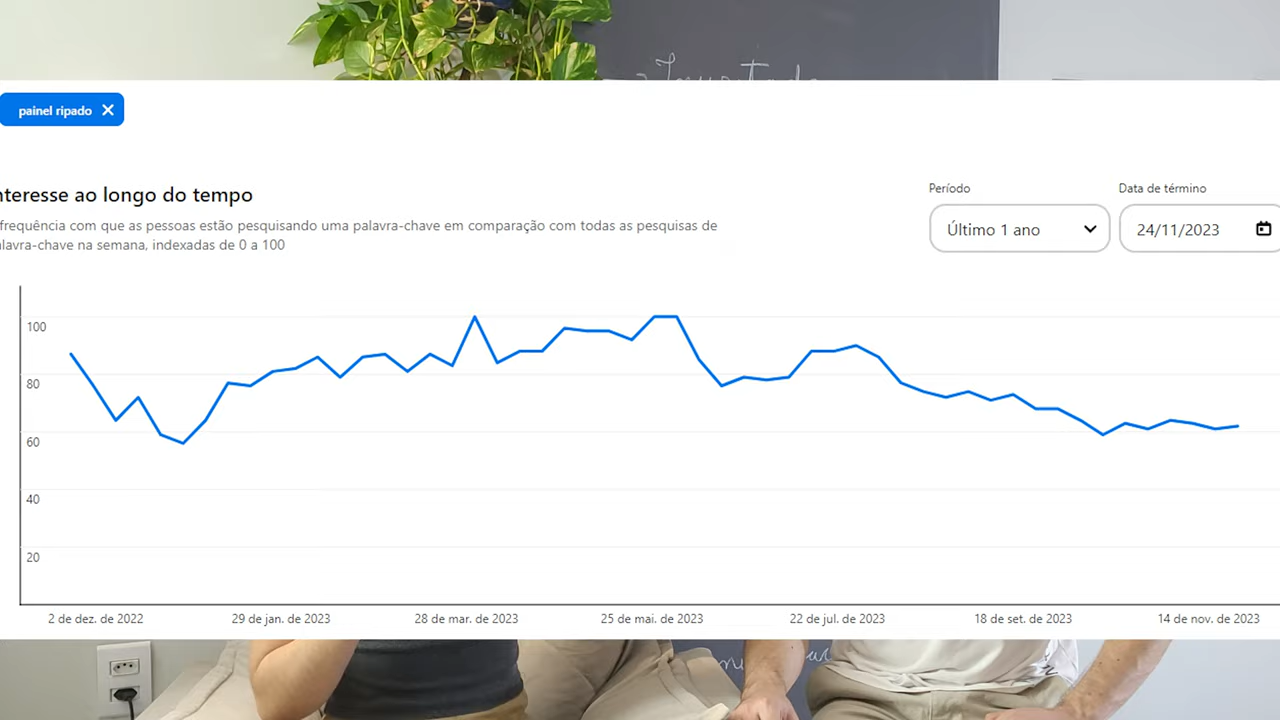 painel ripado
nteresse ao longo do tempo
frequência com que as pessoas estão pesquisando uma palavra-chave em comparação com todas as pesquisas de
lavra-chave na semana, indexadas de 0 a 100
Período
Último 1 ano
Data de término
24/11/2023
100
80
60
40
20
2 de dez. de 2022
29 de jan. de 2023
28 de mar. de 2023
25 de mai. de 2023
22 de jul. de 2023
18 de set. de 2023
14 de nov. de 2023